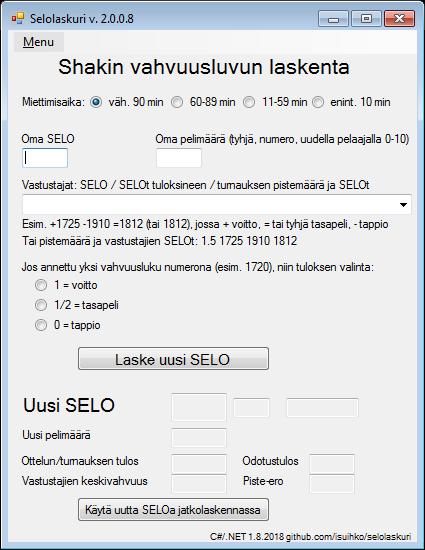 Selolaskuri v. 2.0.0.8
Menu
Shakin vahvuusluvun laskenta
Miettimisaika: väh. 90 min 60-89 min 11-59 min enint. 10 min
Oma SELO Oma pelimäärä (tyhjä, numero, uudella pelaajalla 0-10)
Vastustajat: SELO / SELOt tuloksineen / turnauksen pistemäärä ja SELOt
Esim. +1725 -1910 =1812 (tai 1812), jossa + voitto, = tai tyhjä tasapeli, - tappio
Tai pistemäärä ja vastustajien SELOt: 1.5 1725 1910 1812
Jos annettu yksi vahvuusluku numerona (esim. 1720), niin tuloksen valinta:
1 = voitto
1/2 = tasapeli
0 = tappio
Laske uusi SELO
Uusi SELO
Uusi pelimäärä
Ottelun/turnauksen tulos Odotustulos
Vastustajien keskivahvuus Piste-ero
Käytä uutta SELOa jatkolaskennassa
C#/.NET 1.8.2018 github.com/isuihko/selolaskuri